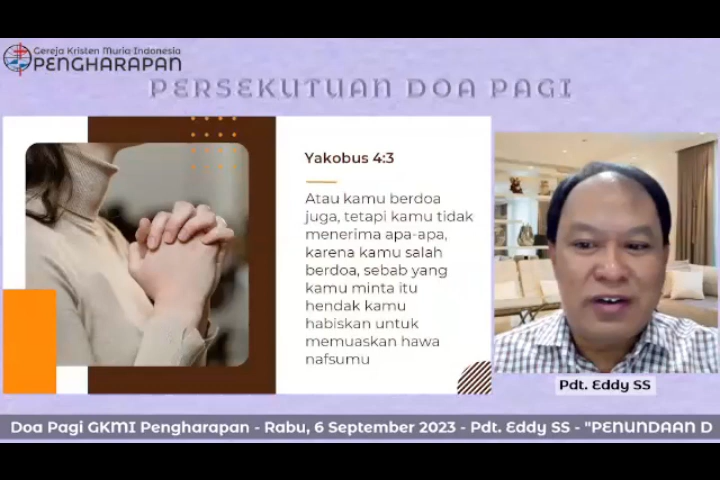 Gereja Kristen Muria Indonesia
PENGHARAPAN
PERSEKUTUAN DOA PAGI
Yakobus 4:3
Atau kamu berdoa
juga, tetapi kamu tidak
menerima apa-apa,
karena kamu salah
berdoa, sebab yang
kamu minta itu
hendak kamu
habiskan untuk
memuaskan hawa
nafsumu
Pdt. Eddy SS
Doa Pagi GKMI Pengharapan - Rabu, 6 September 2023 - Pdt. Eddy SS - "PENUNDAAN D